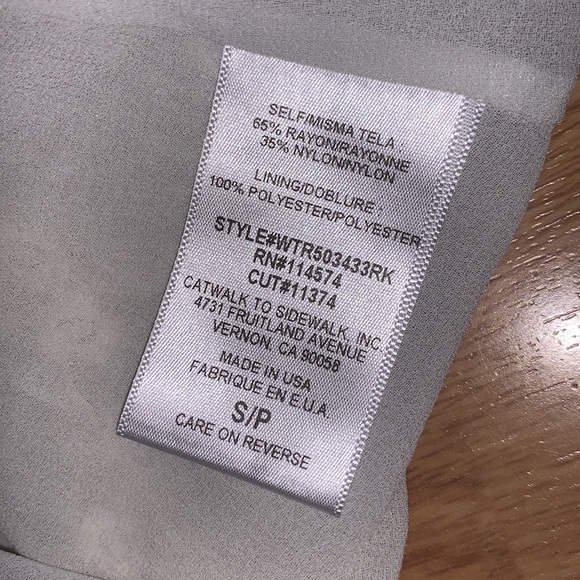 SELF/MISMA TELA
65% RAYON/RAYONNE
35% NYLON/NYLON
LINING/DOBLURE :
100% POLYESTER/POLYESTER
STYLE#WTR503433RK
RN#114574
CUT#11374
CATWALK TO SIDEWALK, INC
4731 FRUITLAND AVENUE
VERNON, CA 90058
MADE IN USA
FABRIQUE EN E.U.A.
S/P
CARE ON REVERSE